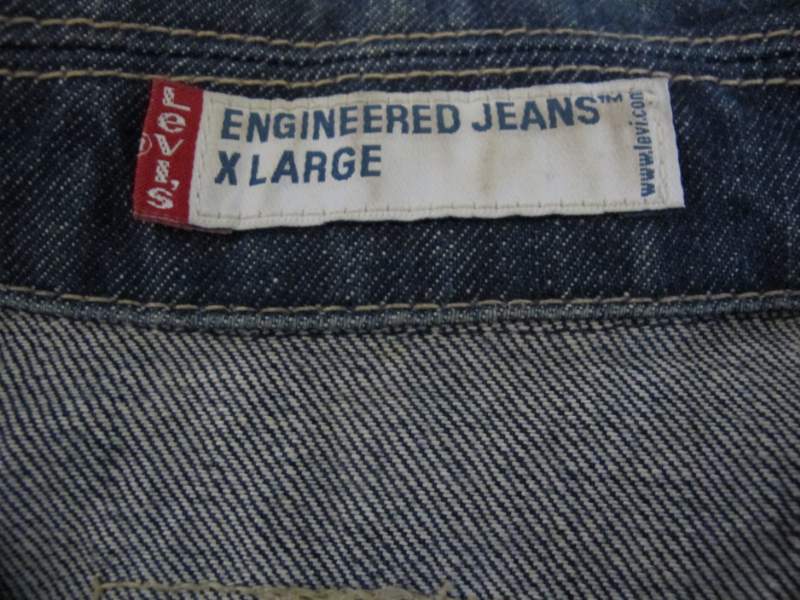 LEVI'S
®
ENGINEERED JEANS™
X LARGE
www.levi.com